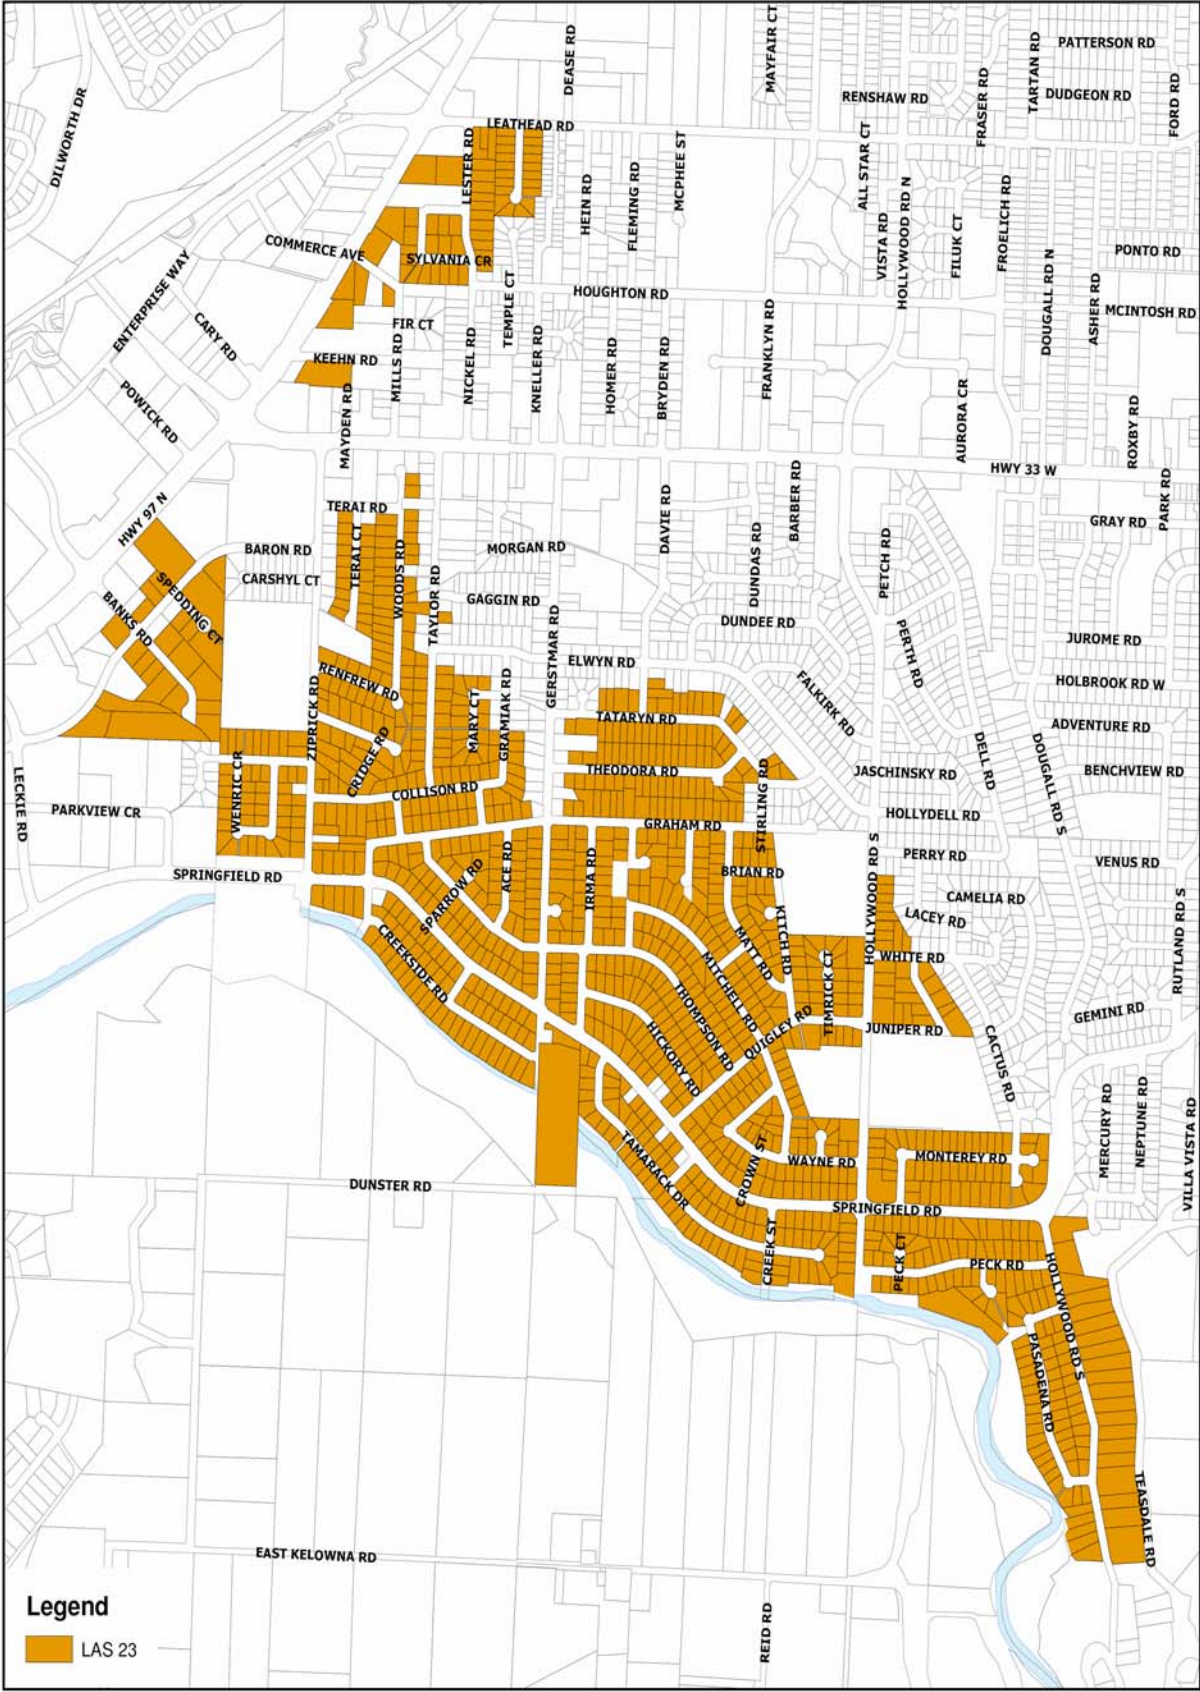 MAYFAIR CT
DEASE RD
TARTAN RD
PATTERSON RD
FRASER RD
FORD RD
DILWORTH DR
RENSHAW RD
DUDGEON RD
LEATHEAD RD
LESTER RD
ALL STAR CT
MCPHEE ST
FLEMING RD
HEIN RD
VISTA RD
HOLLYWOOD RD N
FILUK CT
FROELICH RD
PONTO RD
COMMERCE AVE
SYLVANIA CR
ENTERPRISE WAY
TEMPLE CT
HOUGHTON RD
DOUGALL RD N
ASHER RD
MCINTOSH RD
CARY RD
FIR CT
FRANKLYN RD
KEEHN RD
MILLS RD
NICKEL RD
KNELLER RD
HOMER RD
BRYDEN RD
POWICK RD
MAYDEN RD
AURORA CR
ROXBY RD
HWY 33 W
PARK RD
BARBER RD
DAVIE RD
HWY 97 N
TERAI RD
GRAY RD
BARON RD
TERAI CT
MORGAN RD
DUNDAS RD
PETCH RD
CARSHYL CT
WOODS RD
SPEDDING CT
TAYLOR RD
GAGGIN RD
BANKS RD
GERSTMAR RD
DUNDEE RD
PERTH RD
JUROME RD
ELWYN RD
RENFREW RD
HOLBROOK RD W
FALKIRK RD
ZIPRICK RD
MARY CT
GRAMIAK RD
TATARYN RD
ADVENTURE RD
CRIDGE RD
DELL RD
DOUGALL RD S
THEODORA RD
STIRLING RD
JASCHINSKY RD
BENCHVIEW RD
LECKIE RD
WENRIC CR
COLLISON RD
PARKVIEW CR
HOLLYDELL RD
GRAHAM RD
PERRY RD
VENUS RD
SPRINGFIELD RD
ACE RD
IRMA RD
BRIAN RD
HOLLYWOOD RD S
SPARROW RD
CAMELIA RD
LACEY RD
KITCH RD
RUTLAND RD S
CREEKSIDE RD
MATT RD
MITCHELL RD
TIMRICK CT
WHITE RD
THOMPSON RD
QUIGLEY RD
JUNIPER RD
GEMINI RD
HICKORY RD
CACTUS RD
MERCURY RD
NEPTUNE RD
VILLA VISTA RD
TAMARACK DR
CROWN ST
WAYNE RD
MONTEREY RD
DUNSTER RD
SPRINGFIELD RD
CREEK ST
PECK CT
PECK RD
HOLLYWOOD RD S
PASADENA RD
TEASDALE RD
EAST KELOWNA RD
REID RD
Legend
LAS 23